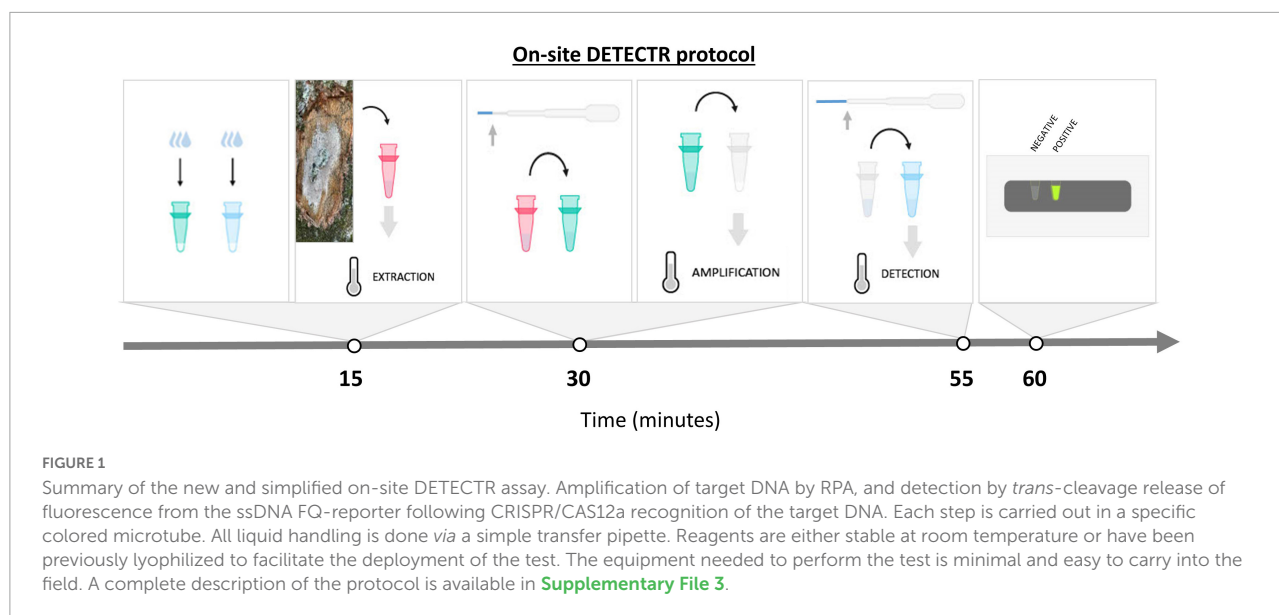 On-site DETECTR protocol
NEGATIVE
POSITIVE
EXTRACTION
AMPLIFICATION
DETECTION
15
30
55
60
Time (minutes)
FIGURE 1
Summary of the new and simplified on-site DETECTR assay. Amplification of target DNA by RPA, and detection by trans-cleavage release of
fluorescence from the ssDNA FQ-reporter following CRISPR/CAS12a recognition of the target DNA. Each step is carried out in a specific
colored microtube. All liquid handling is done via a simple transfer pipette. Reagents are either stable at room temperature or have been
previously lyophilized to facilitate the deployment of the test. The equipment needed to perform the test is minimal and easy to carry into the
field. A complete description of the protocol is available in Supplementary File 3.